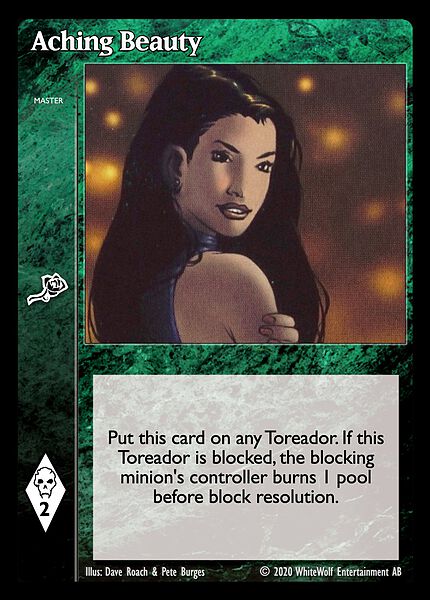 Aching Beauty
MASTER
Put this card on any Toreador. If this
Toreador is blocked, the blocking
minion's controller burns 1 pool
before block resolution.
2
Illus: Dave Roach & Pete Burges © 2020 WhiteWolf Entertainment AB